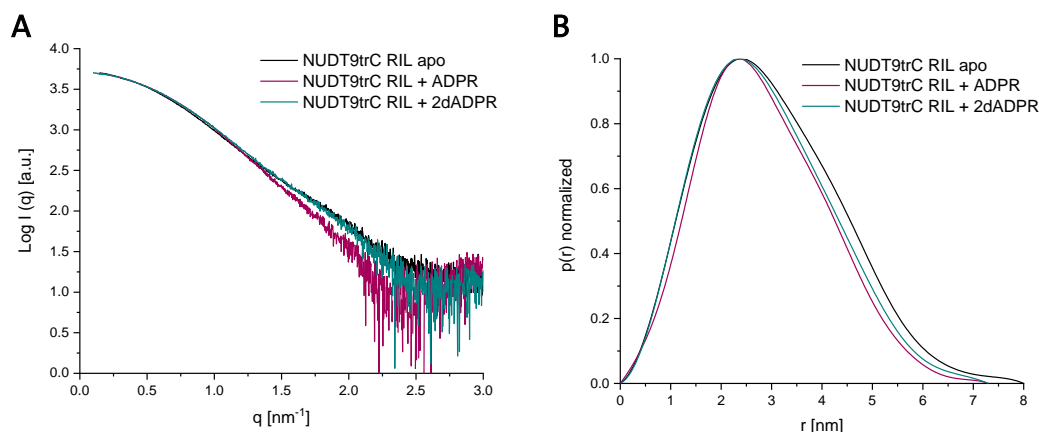 A
B
NUDT9trC RIL apo
NUDT9trC RIL + ADPR
NUDT9trC RIL + 2dADPR
4.0
3.5
3.0
2.5
2.0
1.5
1.0
0.5
0.0
Log I (q) [a.u.]
0.0 0.5 1.0 1.5 2.0 2.5 3.0
q [nm-1]
NUDT9trC RIL apo
NUDT9trC RIL + ADPR
NUDT9trC RIL + 2dADPR
1.0
0.8
0.6
0.4
0.2
0.0
p(r) normalized
0 1 2 3 4 5 6 7 8
r [nm]